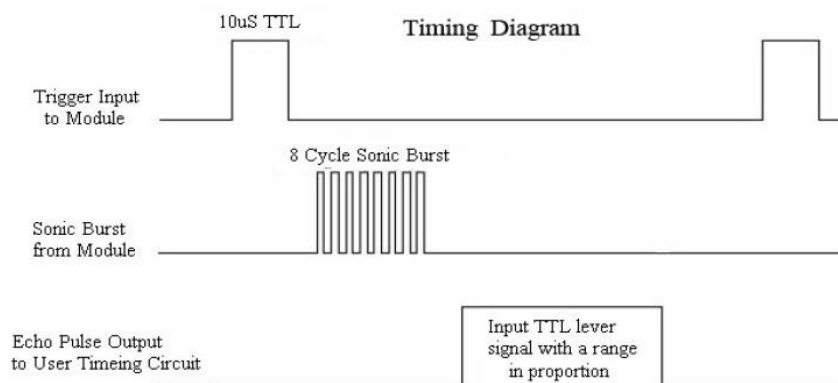 10uS TTL
Timing Diagram
Trigger Input
to Module
8 Cycle Sonic Burst
Sonic Burst
from Module
Echo Pulse Output
to User Timeing Circuit
Input TTL lever
signal with a range
in proportion